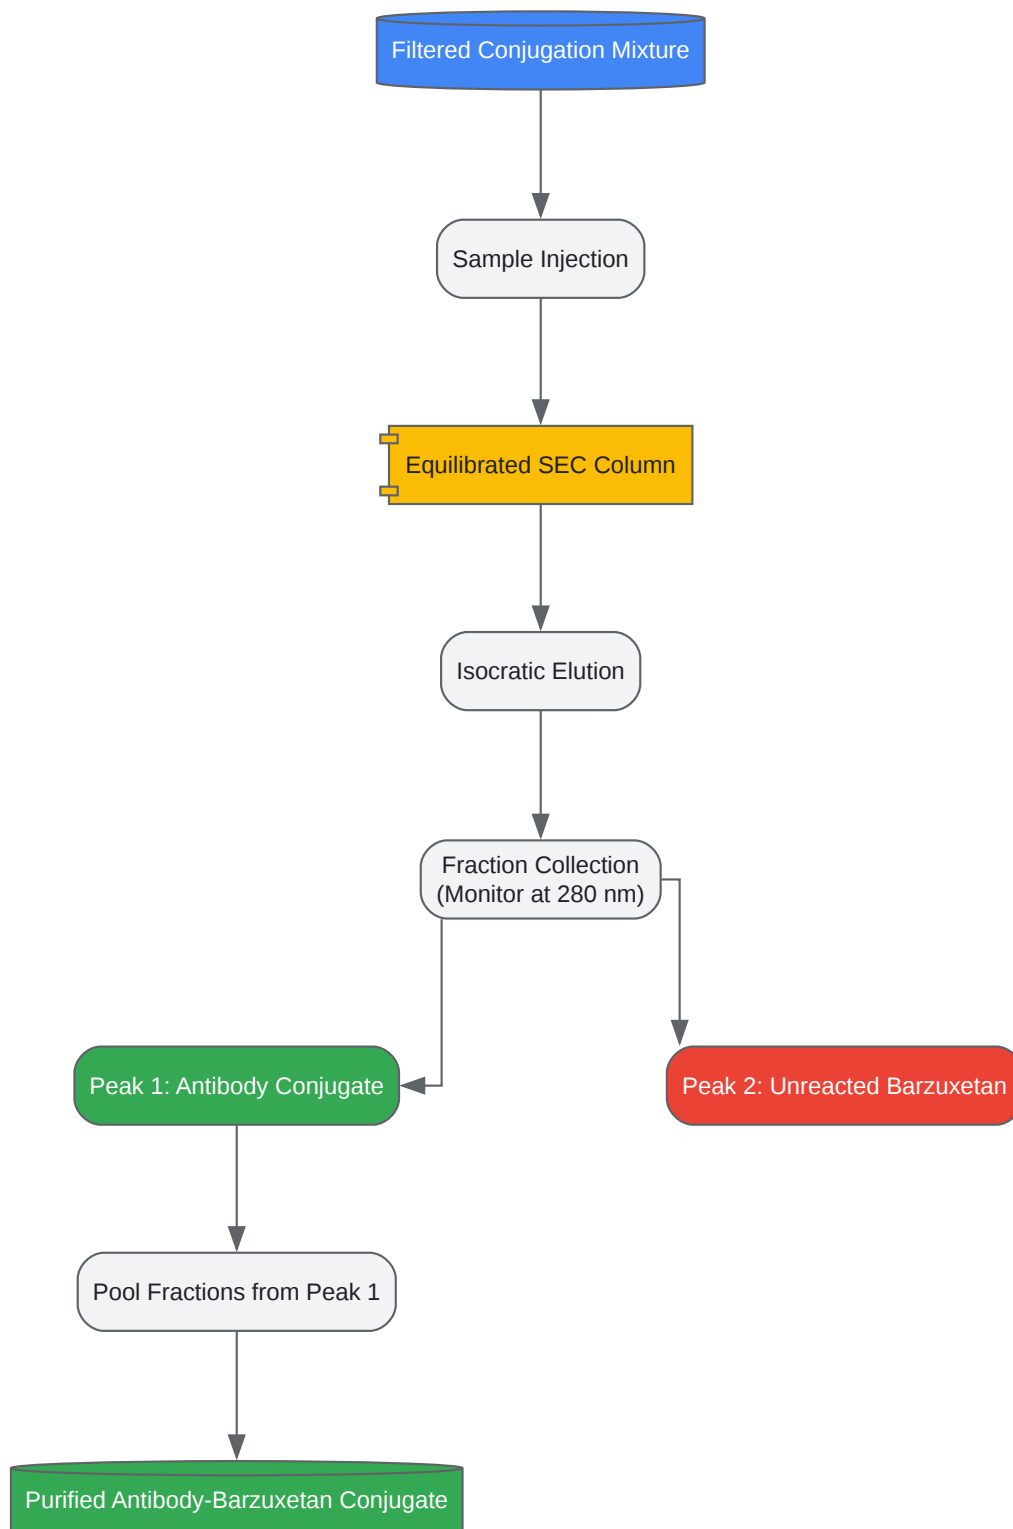 Filtered Conjugation Mixture
Sample Injection
Equilibrated SEC Column
Isocratic Elution
Fraction Collection
(Monitor at 280 nm)
Peak 1: Antibody Conjugate
Peak 2: Unreacted Barzuxetan
Pool Fractions from Peak 1
Purified Antibody-Barzuxetan Conjugate